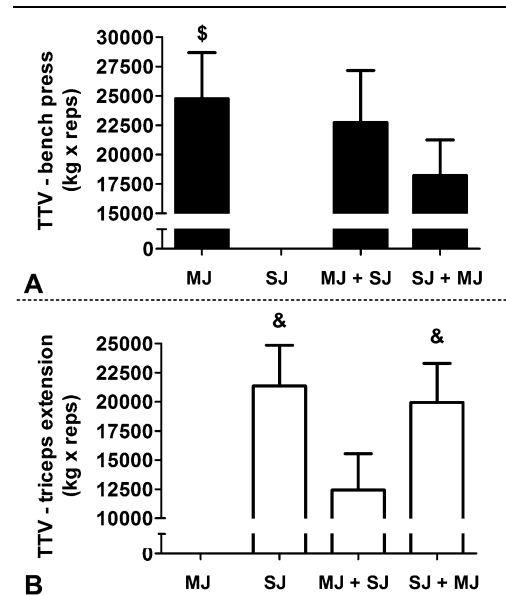 $
30000
27500
25000
22500
20000
17500
15000
0
TTV - bench press
(kg x reps)
MJ SJ MJ + SJ SJ + MJ
A
& &
25000
22500
20000
17500
15000
12500
10000
0
TTV - triceps extension
(kg x reps)
MJ SJ MJ + SJ SJ + MJ
B